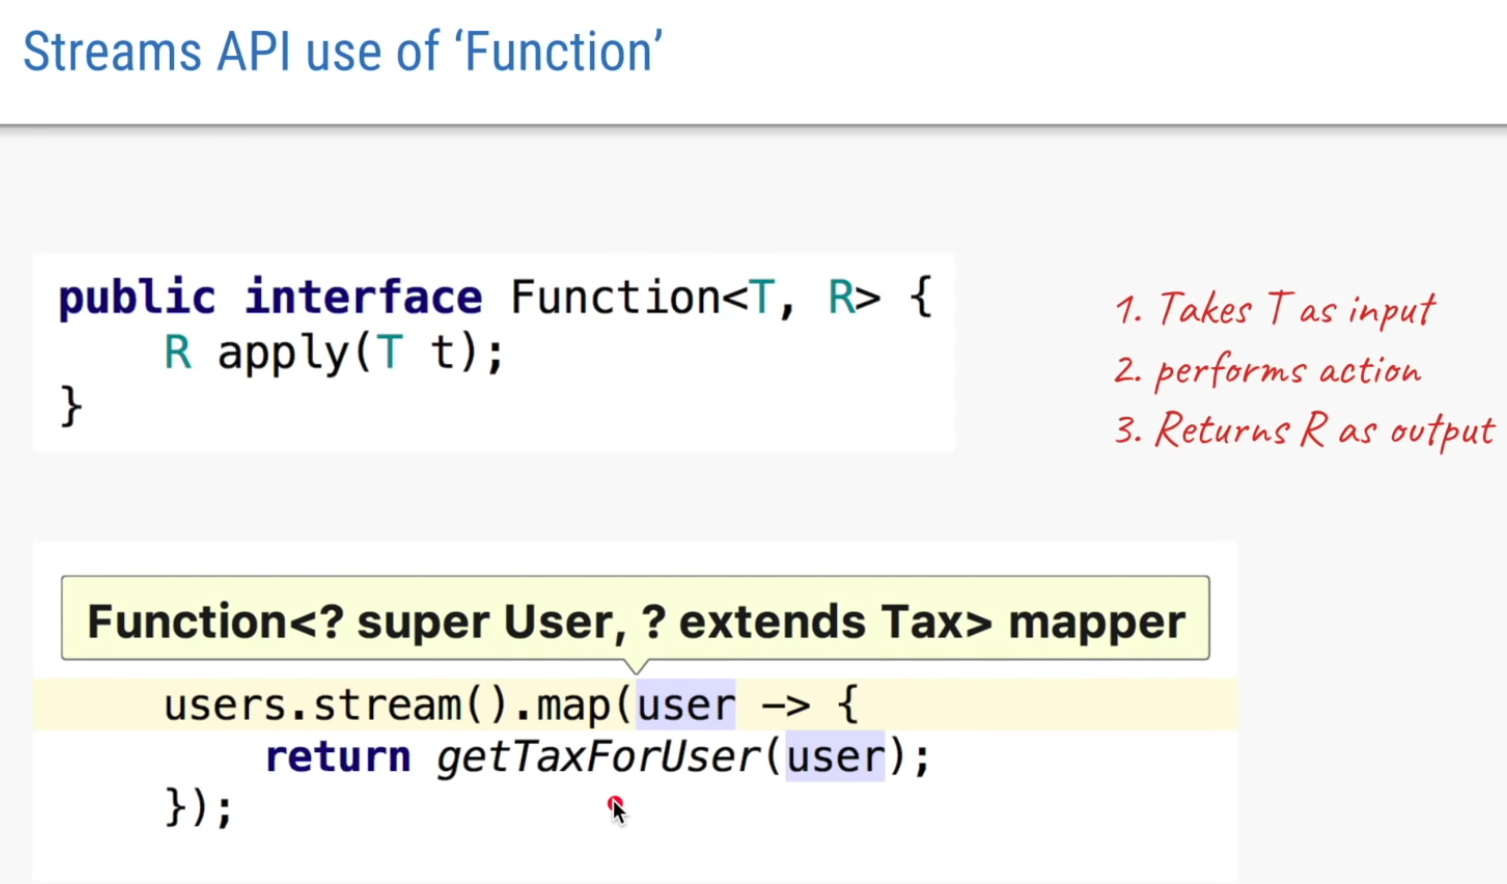 Streams API use of ‘Function’
public interface Function<T, R> {
R apply(T t);
}
1. Takes T as input
2. performs action
3. Returns R as output
Function<? super User, ? extends Tax> mapper
users.stream().map(user -> {
return getTaxForUser(user);
});